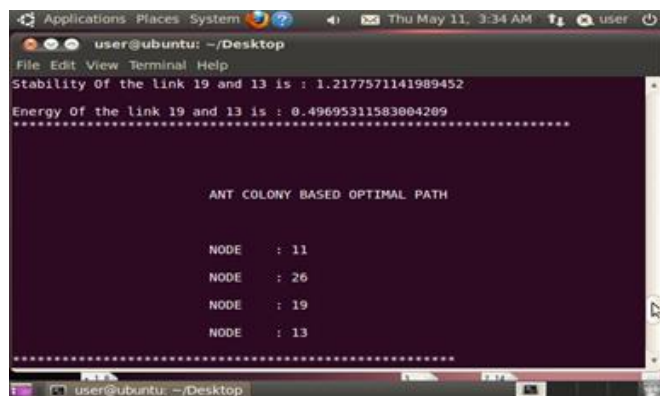 Applications Places System Thu May 11, 3:34 AM user
user@ubuntu: ~/Desktop
File Edit View Terminal Help
Stability Of the link 19 and 13 is : 1.2177571141989452
Energy Of the link 19 and 13 is : 0.49695311583004209
**********************************************************************
ANT COLONY BASED OPTIMAL PATH
NODE : 11
NODE : 26
NODE : 19
NODE : 13
********************************************************
user@ubuntu: ~/Desktop